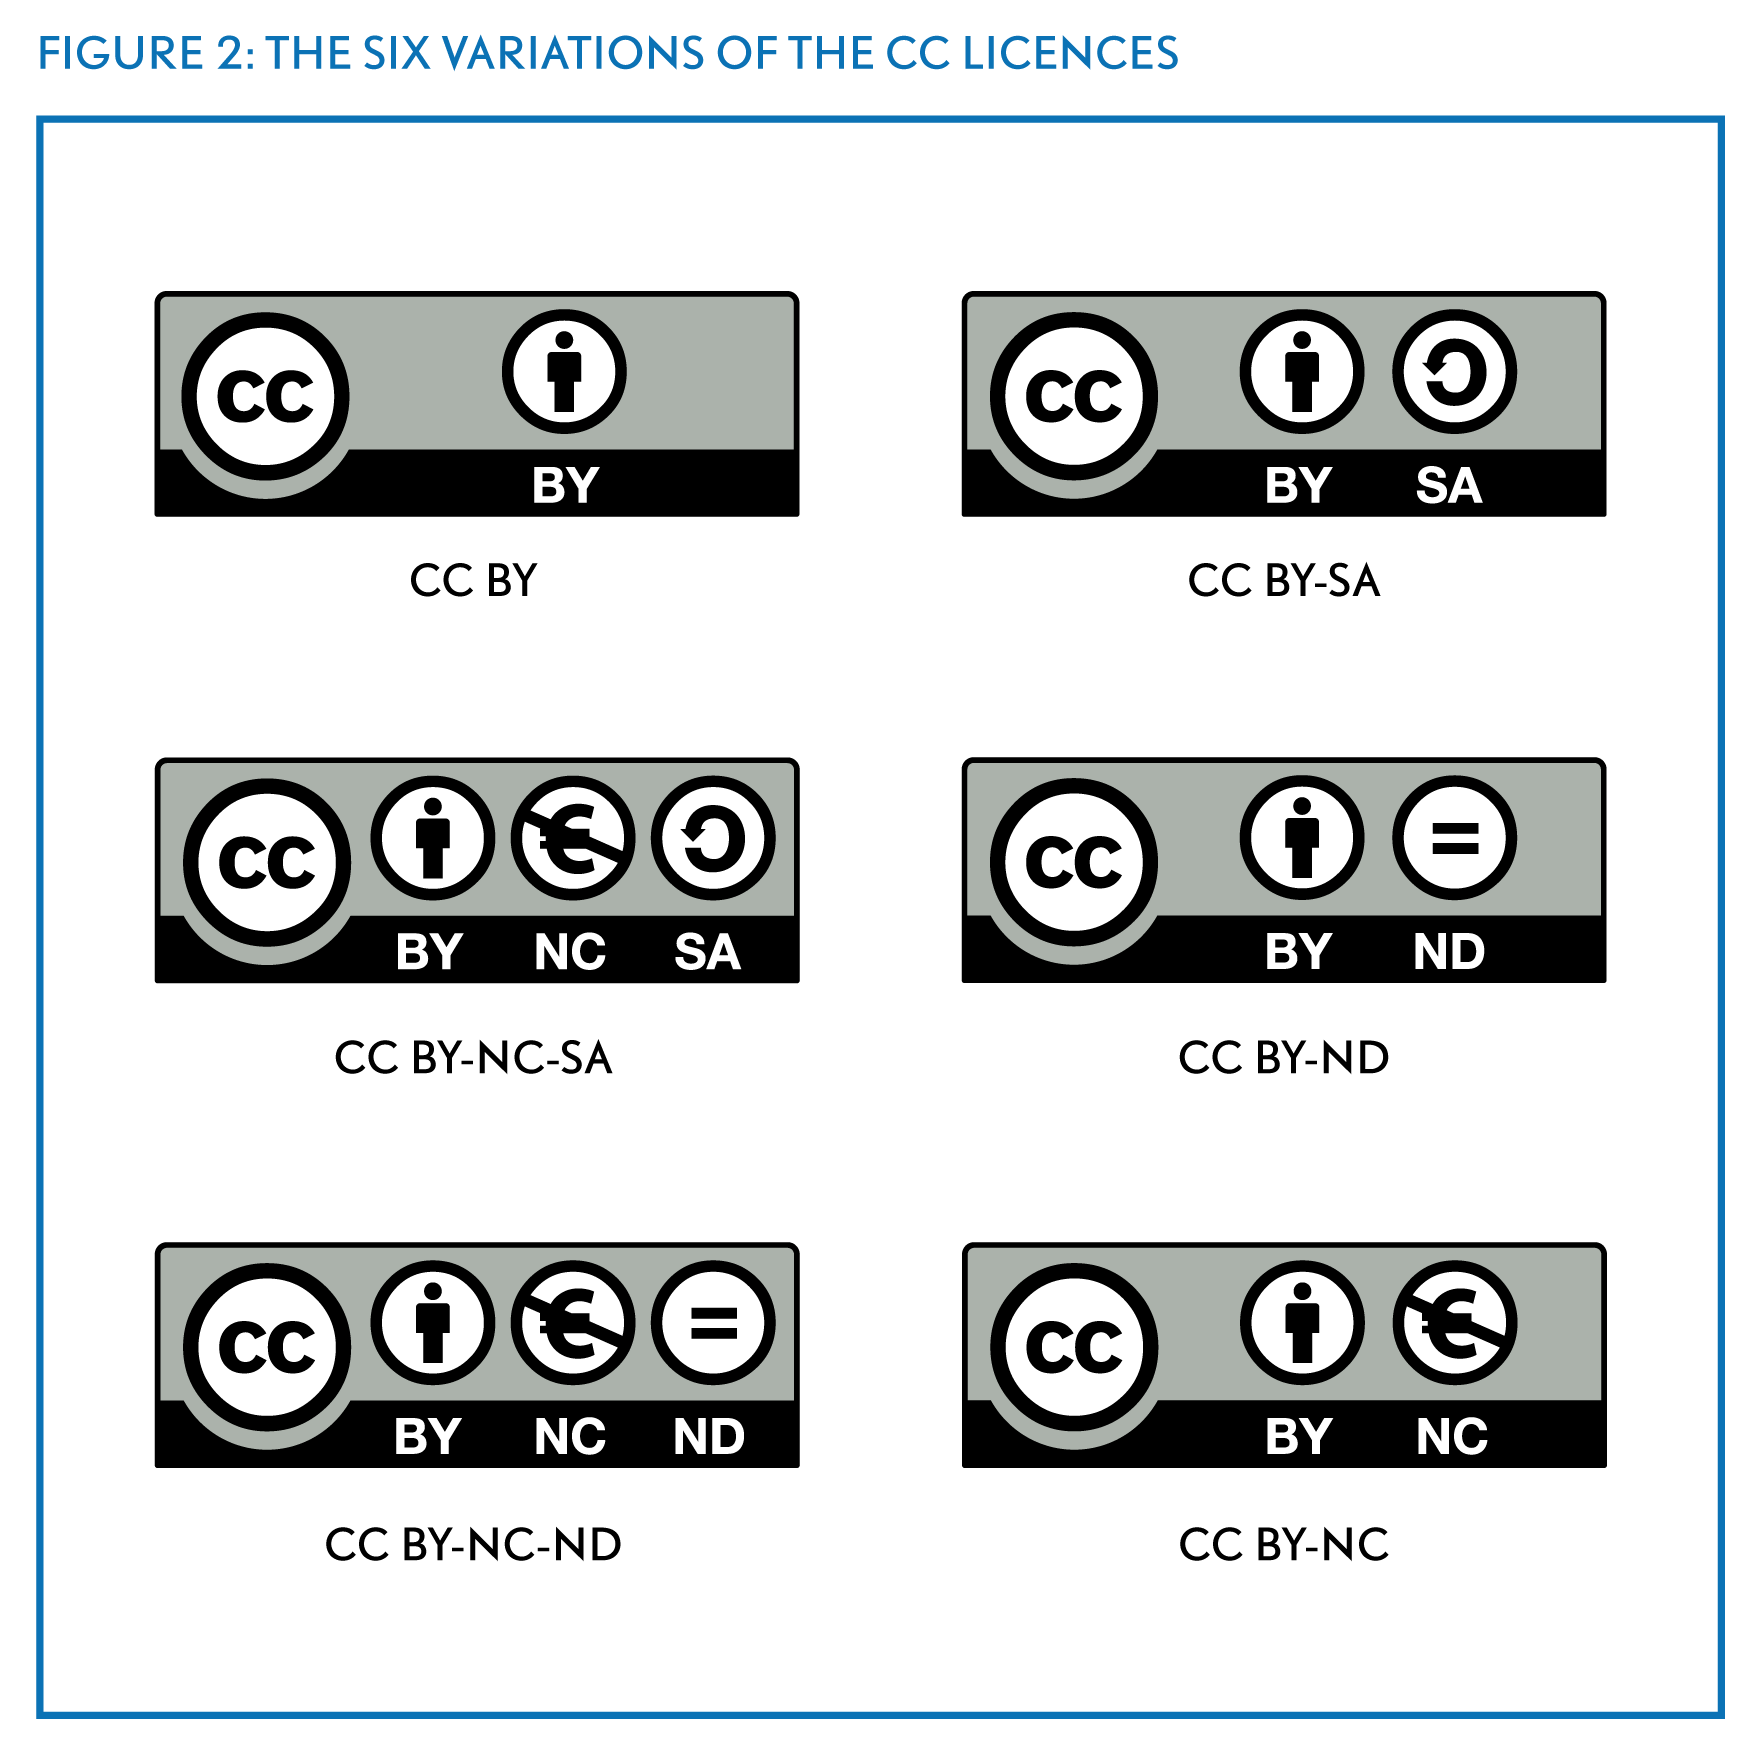 FIGURE 2: THE SIX VARIATIONS OF THE CC LICENCES
CC BY
CC BY
CC BY SA
CC BY-SA
CC BY NC SA
CC BY-NC-SA
CC BY ND
CC BY-ND
CC BY NC ND
CC BY-NC-ND
CC BY NC
CC BY-NC